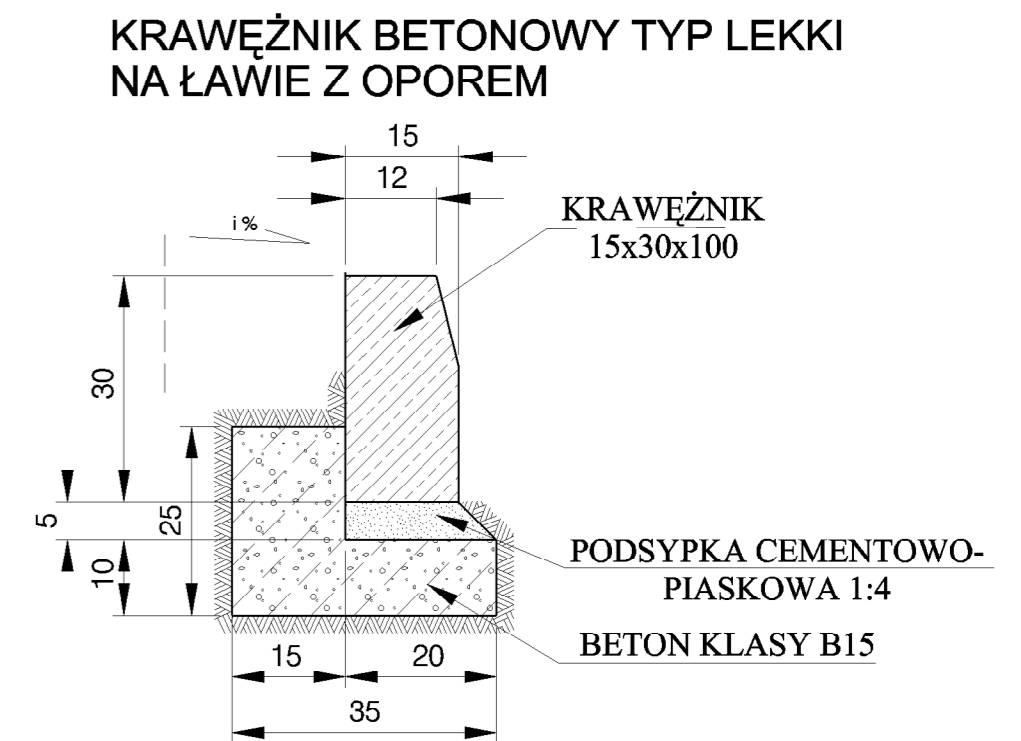 KRAWĘŻNIK BETONOWY TYP LEKKI
NA ŁAWIE Z OPOREM
15
12
i %
KRAWĘŻNIK
15x30x100
30
5
25
10
PODSYPKA CEMENTOWO-
PIASKOWA 1:4
BETON KLASY B15
15
20
35